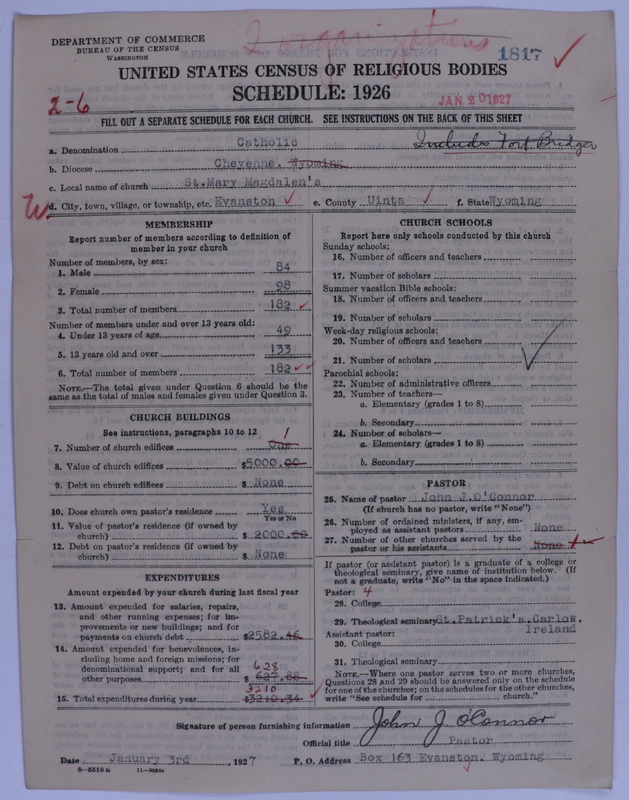 DEPARTMENT OF COMMERCE
BUREAU OF THE CENSUS
WASHINGTON
2 organizations
1817
UNITED STATES CENSUS OF RELIGIOUS BODIES
SCHEDULE: 1926
2-6
JAN 20 1927
FILL OUT A SEPARATE SCHEDULE FOR EACH CHURCH. SEE INSTRUCTIONS ON THE BACK OF THIS SHEET
a. Denomination Catholic Includes Fort Bridger
b. Diocese Cheyenne. Wyoming
c. Local name of church St.Mary Magdalen's
W. d. City, town, village, or township, etc. Evanston e. County Uinta f. State Wyoming
MEMBERSHIP
Report number of members according to definition of member in your church
Number of members, by sex:
1. Male 84
2. Female 98
3. Total number of members 182
Number of members under and over 13 years old:
4. Under 13 years of age 49
5. 13 years old and over 133
6. Total number of members 182
NOTE.—The total given under Question 6 should be the
same as the total of males and females given under Question 3.
CHURCH BUILDINGS
See instructions, paragraphs 10 to 12
1
7. Number of church edifices One
8. Value of church edifices $5000.00
9. Debt on church edifices $ None
10. Does church own pastor's residence Yes
Yes or No
11. Value of pastor's residence (if owned by
church) $ 2000.00
12. Debt on pastor's residence (if owned by
church) $ None
EXPENDITURES
Amount expended by your church during last fiscal year
13. Amount expended for salaries, repairs,
and other running expenses; for im-
provements or new buildings; and for
payments on church debt $2582.46
14. Amount expended for benevolences, in-
cluding home and foreign missions; for
denominational support; and for all
628
other purposes $ 627.88
3210
15. Total expenditures during year $3210.34
CHURCH SCHOOLS
Report here only schools conducted by this church
Sunday schools:
16. Number of officers and teachers
17. Number of scholars
Summer vacation Bible schools:
18. Number of officers and teachers
19. Number of scholars
Week-day religious schools:
20. Number of officers and teachers
21. Number of scholars
Parochial schools:
22. Number of administrative officers
23. Number of teachers—
a. Elementary (grades 1 to 8)
b. Secondary
24. Number of scholars—
a. Elementary (grades 1 to 8)
b. Secondary
PASTOR
25. Name of pastor John J.O'Connor
(If church has no pastor, write "None")
26. Number of ordained ministers, if any, em-
ployed as assistant pastors None
27. Number of other churches served by the
pastor or his assistants None 1
If pastor (or assistant pastor) is a graduate of a college or
theological seminary, give name of institution below. (If
not a graduate, write "No" in the space indicated.)
Pastor: 4
28. College
29. Theological seminary St.Patrick's.Carlow.
Ireland
Assistant pastor:
30. College
31. Theological seminary
NOTE.—Where one pastor serves two or more churches,
Questions 28 and 29 should be answered only on the schedule
for one of the churches; on the schedules for the other churches,
write "See schedule for church."
Signature of person furnishing information John J O'Connor
Official title Pastor
Date January 3rd, 1927 P. O. Address Box 163 Evanston. Wyoming